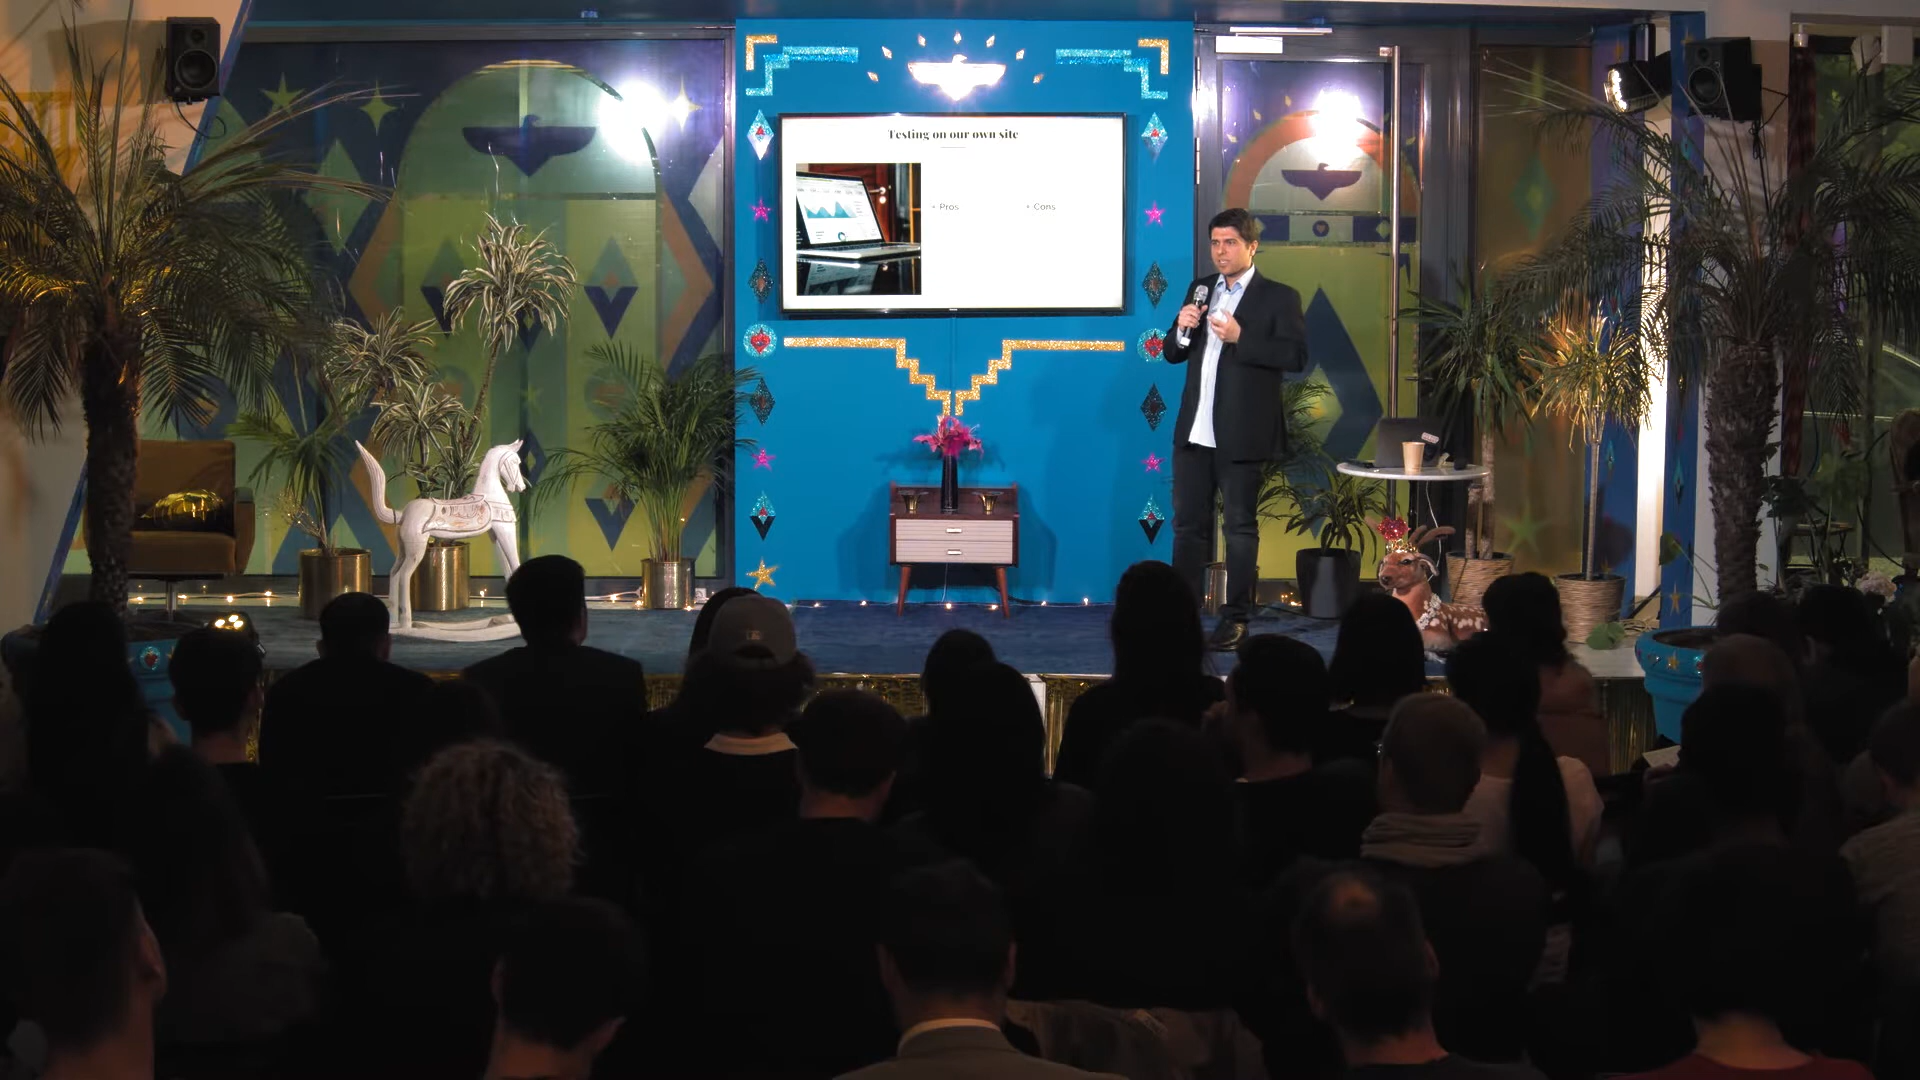 Testing on our own site
• Pros
• Cons